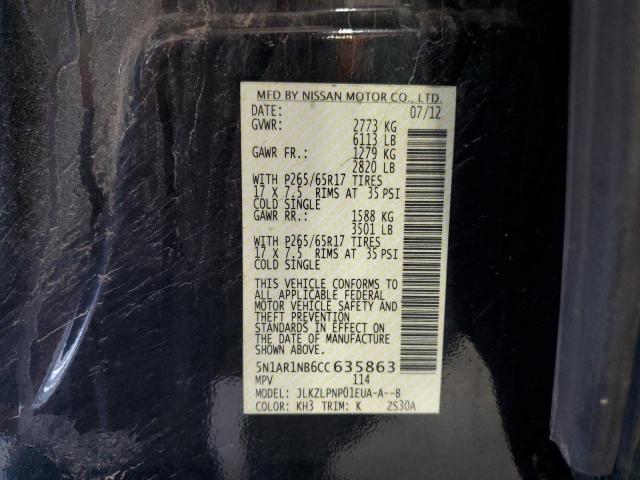 MFD BY NISSAN MOTOR CO., LTD.
DATE: 07/12
GVWR: 2773 KG
6113 LB
GAWR FR.: 1279 KG
2820 LB
WITH P265/65R17 TIRES
17 X 7.5 RIMS AT 35 PSI
COLD SINGLE
GAWR RR.: 1588 KG
3501 LB
WITH P265/65R17 TIRES
17 X 7.5 RIMS AT 35 PSI
COLD SINGLE
THIS VEHICLE CONFORMS TO
ALL APPLICABLE FEDERAL
MOTOR VEHICLE SAFETY AND
THEFT PREVENTION
STANDARDS IN EFFECT ON
THE DATE OF MANUFACTURE
SHOWN ABOVE.
5N1AR1NB6CC635863
MPV 114
MODEL: JLKZLPNP01EUA-A--B
COLOR: KH3 TRIM: K ZS30A